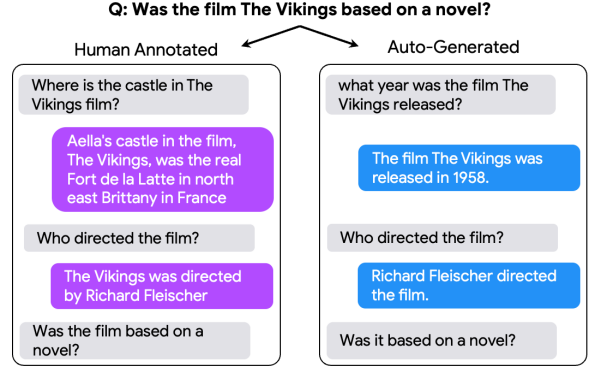 Q: Was the film The Vikings based on a novel?
Human Annotated
Where is the castle in The
Vikings film?
Aella's castle in the film,
The Vikings, was the real
Fort de la Latte in north
east Brittany in France
Who directed the film?
The Vikings was directed
by Richard Fleischer
Was the film based on a
novel?
Auto-Generated
what year was the film The
Vikings released?
The film The Vikings was
released in 1958.
Who directed the film?
Richard Fleischer directed
the film.
Was it based on a novel?